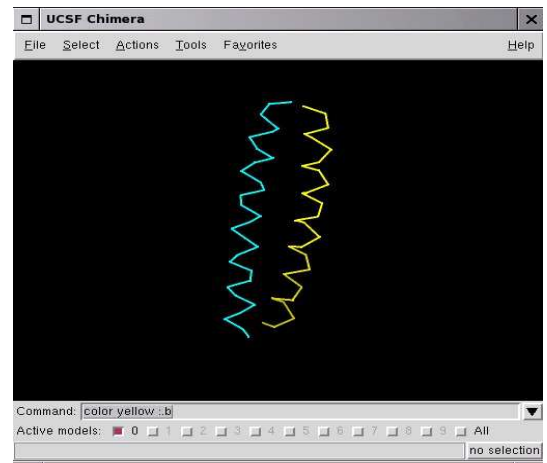 UCSF Chimera
File Select Actions Tools Favorites Help
Command: color yellow :.b
Active models: 0 1 2 3 4 5 6 7 8 9 All
no selection